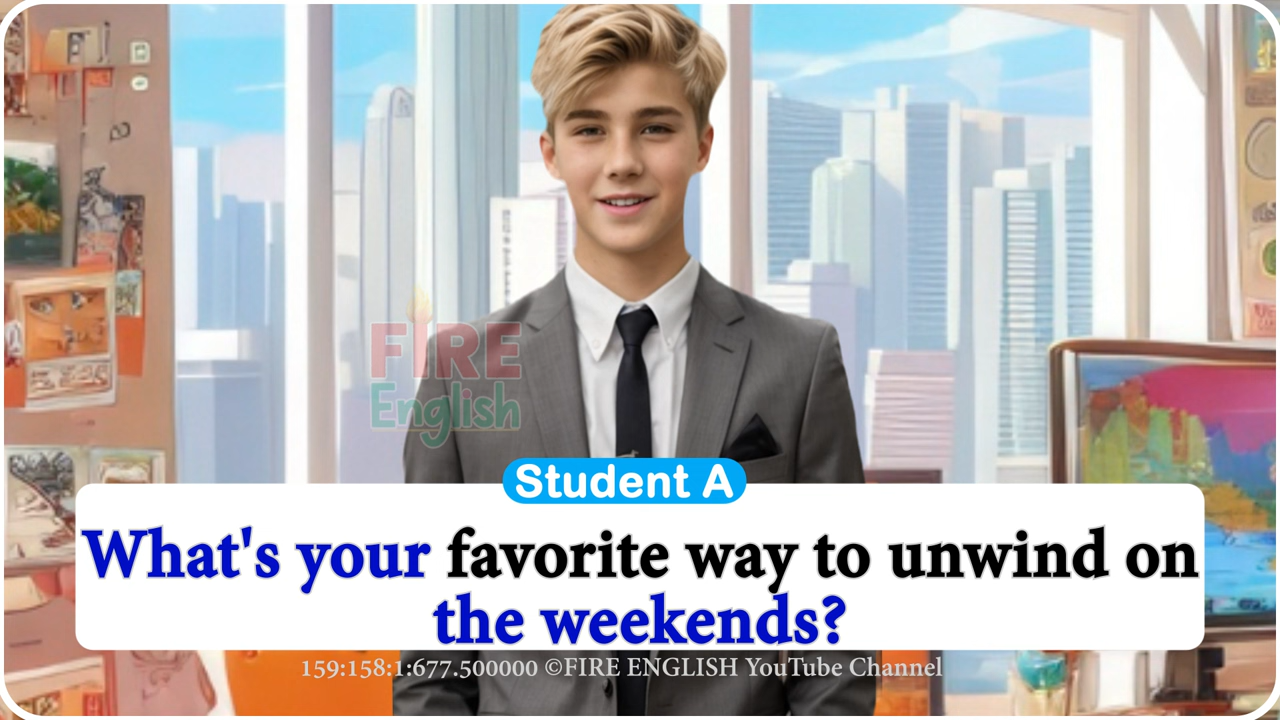 FIRE
English
Student A
What's your favorite way to unwind on
the weekends?
159:158:1:677.500000 ©FIRE ENGLISH YouTube Channel